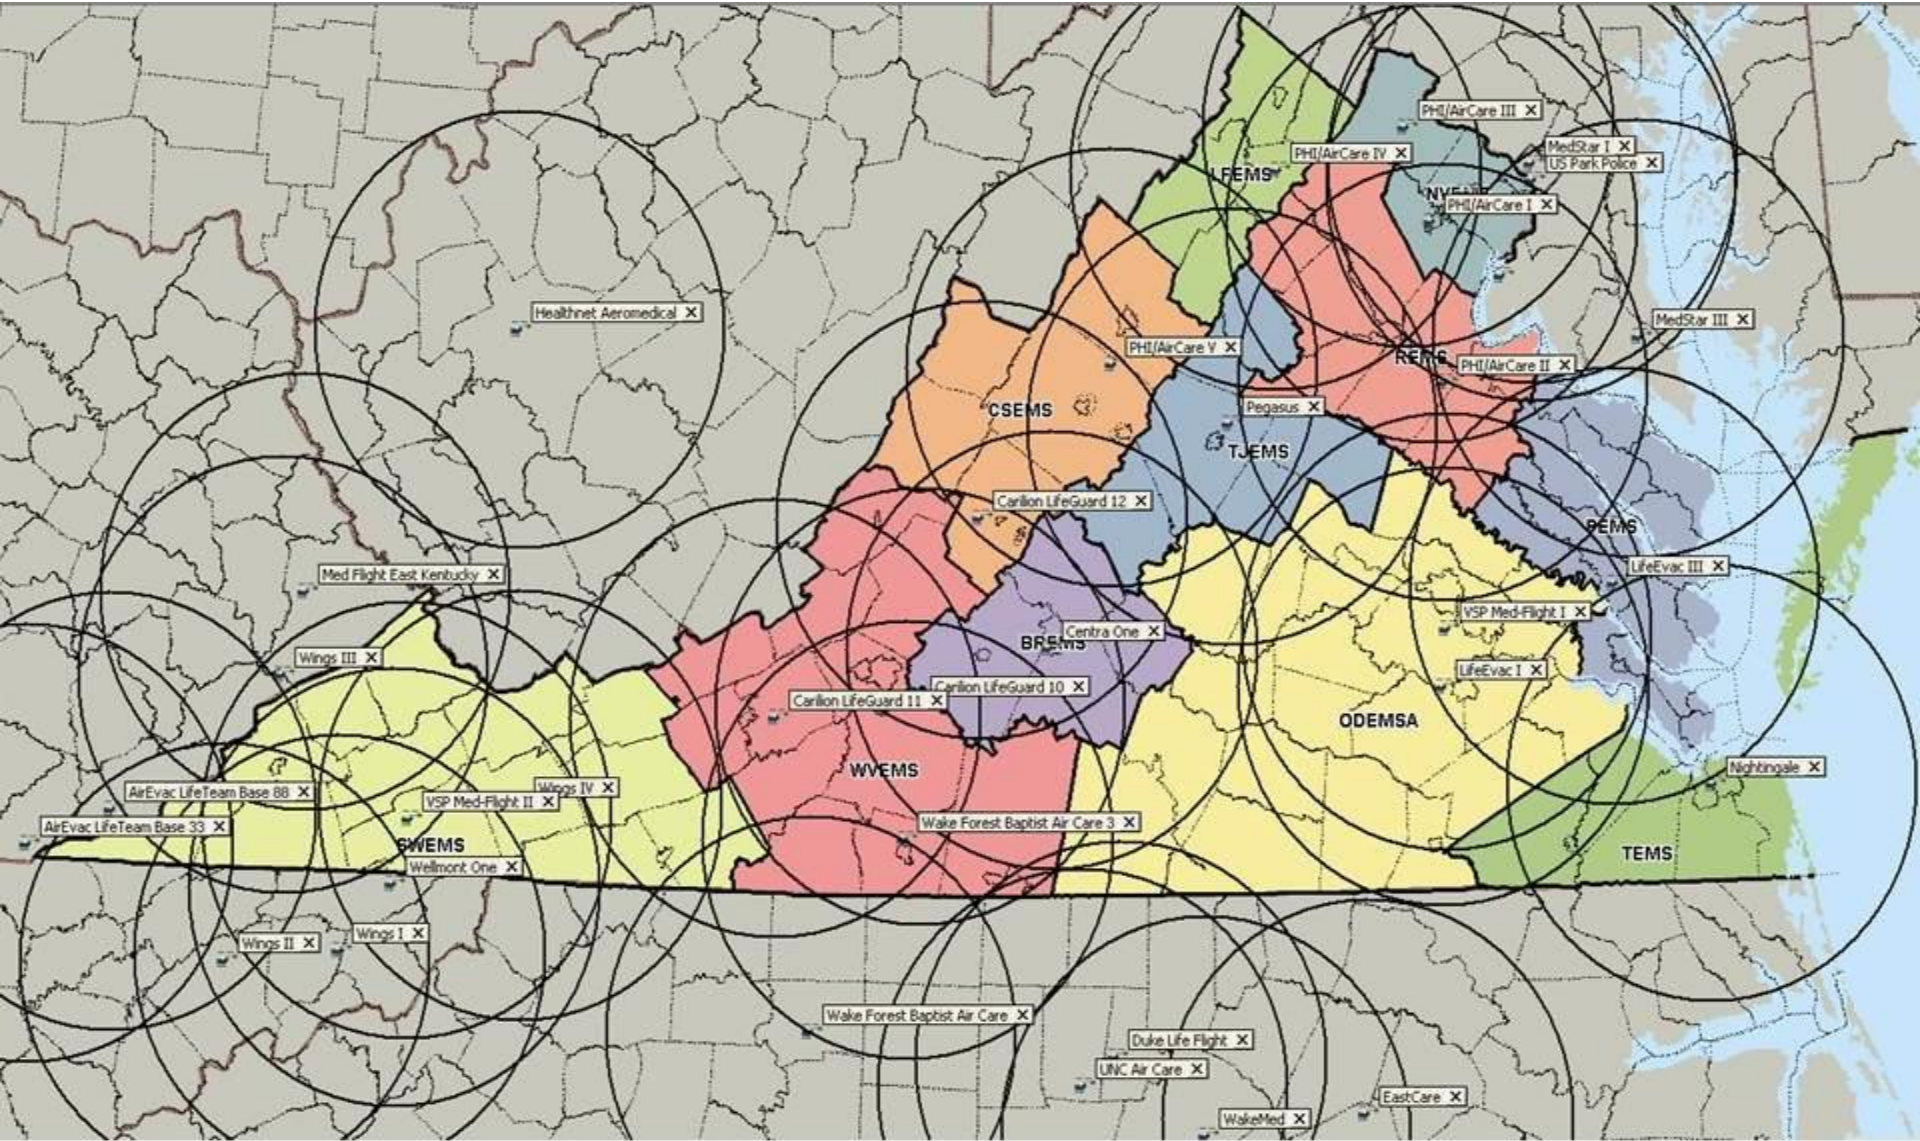 PHI/AirCare III X
MedStar I X
PHI/AirCare IV X
US Park Police X
LFEMS
PHI/AirCare I X
Healthnet Aeromedical X
MedStar III X
PHI/AirCare V X
REMS
PHI/AirCare II X
CSEMS
Pegasus X
TJEMS
Carilion LifeGuard 12 X
PEMS
LifeEvac III X
Med Flight East Kentucky X
VSP Med-Flight I X
Centra One X
BREMS
Wings III X
LifeEvac I X
Carilion LifeGuard 10 X
Carilion LifeGuard 11 X
ODEMSA
Nightingale X
WVEMS
AirEvac LifeTeam Base 88 X
Wings IV X
VSP Med-Flight II X
AirEvac LifeTeam Base 33 X
Wake Forest Baptist Air Care 3 X
SWEMS
TEMS
Wellmont One X
Wings I X
Wings II X
Wake Forest Baptist Air Care X
Duke Life Flight X
UNC Air Care X
EastCare X
WakeMed X